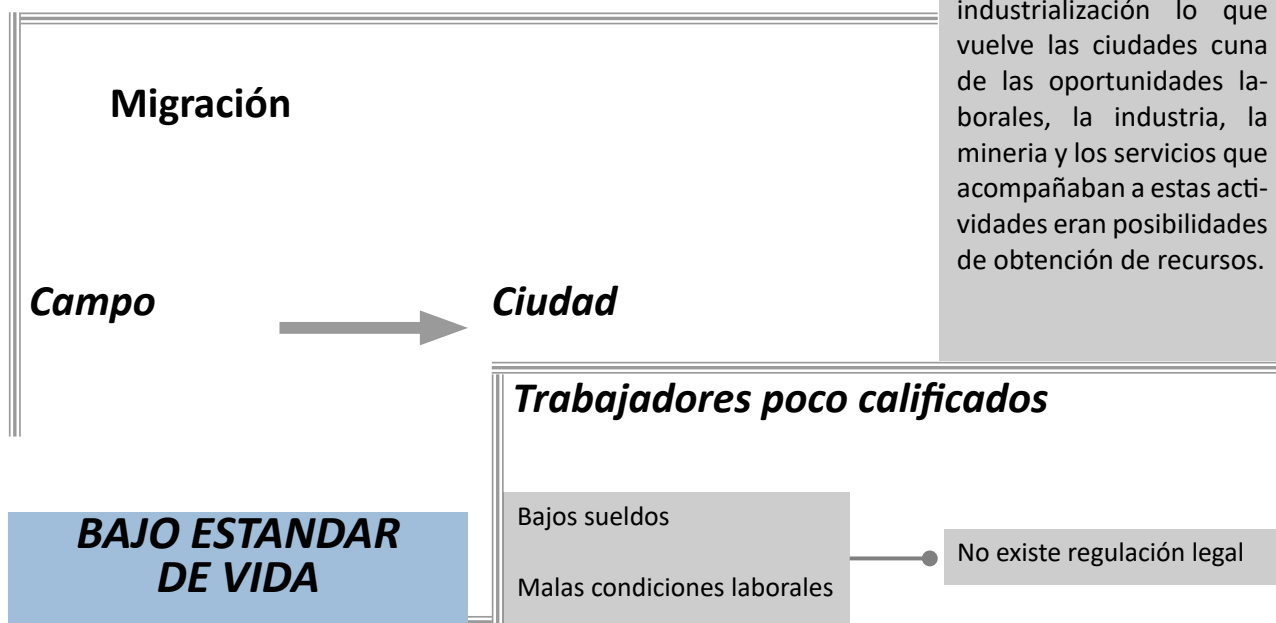 industrialización lo que
vuelve las ciudades cuna
de las oportunidades la-
borales, la industria, la
mineria y los servicios que
acompañaban a estas acti-
vidades eran posibilidades
de obtención de recursos.
Migración
Campo
Ciudad
Trabajadores poco calificados
BAJO ESTANDAR
DE VIDA
Bajos sueldos
Malas condiciones laborales
No existe regulación legal